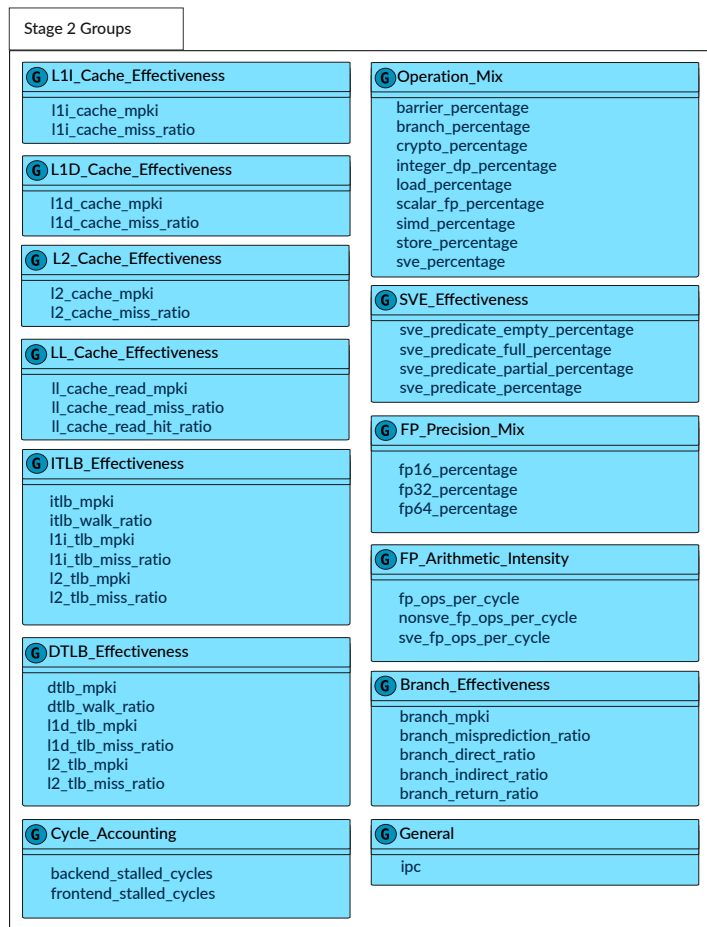 Stage 2 Groups
G L1I_Cache_Effectiveness
l1i_cache_mpki
l1i_cache_miss_ratio
G L1D_Cache_Effectiveness
l1d_cache_mpki
l1d_cache_miss_ratio
G L2_Cache_Effectiveness
l2_cache_mpki
l2_cache_miss_ratio
G LL_Cache_Effectiveness
ll_cache_read_mpki
ll_cache_read_miss_ratio
ll_cache_read_hit_ratio
G ITLB_Effectiveness
itlb_mpki
itlb_walk_ratio
l1i_tlb_mpki
l1i_tlb_miss_ratio
l2_tlb_mpki
l2_tlb_miss_ratio
G DTLB_Effectiveness
dtlb_mpki
dtlb_walk_ratio
l1d_tlb_mpki
l1d_tlb_miss_ratio
l2_tlb_mpki
l2_tlb_miss_ratio
G Cycle_Accounting
backend_stalled_cycles
frontend_stalled_cycles
G Operation_Mix
barrier_percentage
branch_percentage
crypto_percentage
integer_dp_percentage
load_percentage
scalar_fp_percentage
simd_percentage
store_percentage
sve_percentage
G SVE_Effectiveness
sve_predicate_empty_percentage
sve_predicate_full_percentage
sve_predicate_partial_percentage
sve_predicate_percentage
G FP_Precision_Mix
fp16_percentage
fp32_percentage
fp64_percentage
G FP_Arithmetic_Intensity
fp_ops_per_cycle
nonsve_fp_ops_per_cycle
sve_fp_ops_per_cycle
G Branch_Effectiveness
branch_mpki
branch_misprediction_ratio
branch_direct_ratio
branch_indirect_ratio
branch_return_ratio
G General
ipc